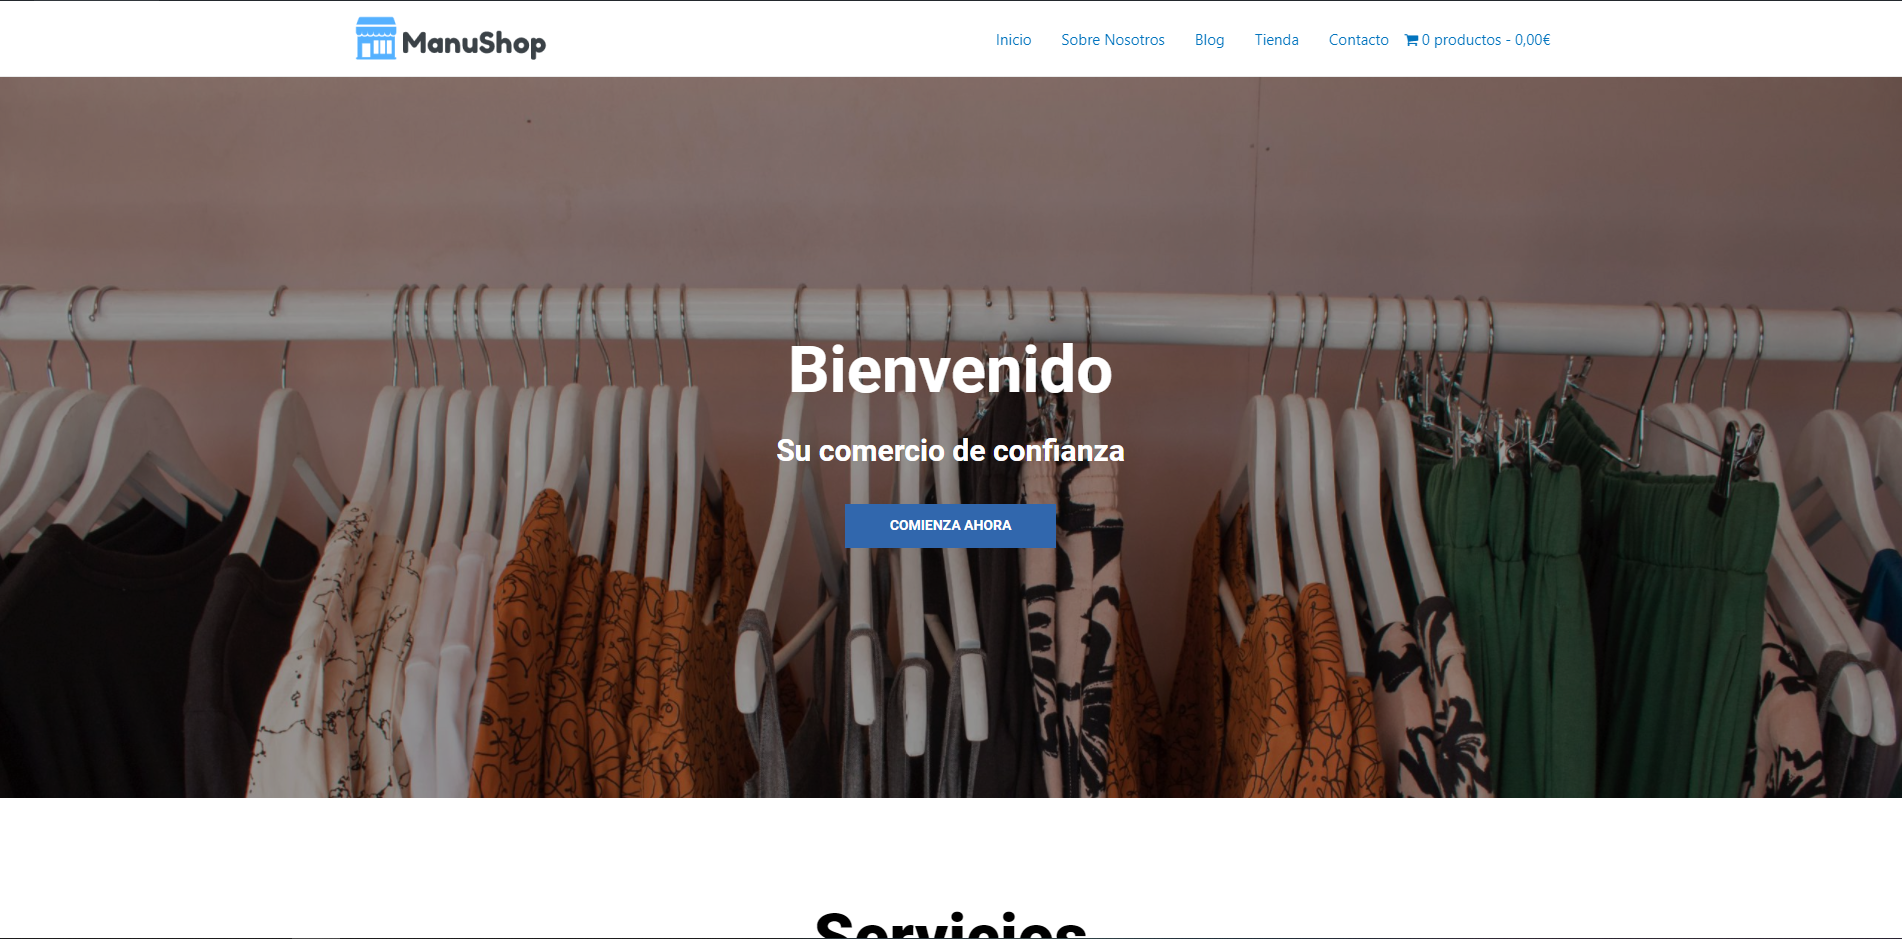 ManuShop
Inicio Sobre Nosotros Blog Tienda Contacto 0 productos - 0,00€
Bienvenido
Su comercio de confianza
COMIENZA AHORA
Servicios